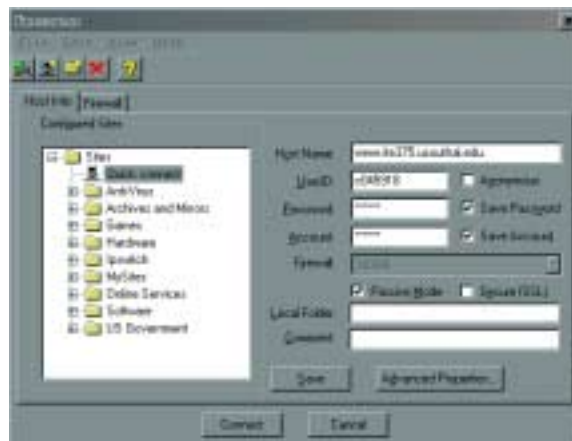 Host Info Firewall
Configured Sites
Sites
Quick connect
AntiVirus
Archives and Mirrors
Games
Hardware
Ipswitch
MySites
Online Services
Software
US Government
Host Name
UserID Anonymous
Password Save Password
Account Save Account
Firewall
Passive Mode Secure (SSL)
Local Folder
Comment
Save Advanced Properties...
Connect Cancel